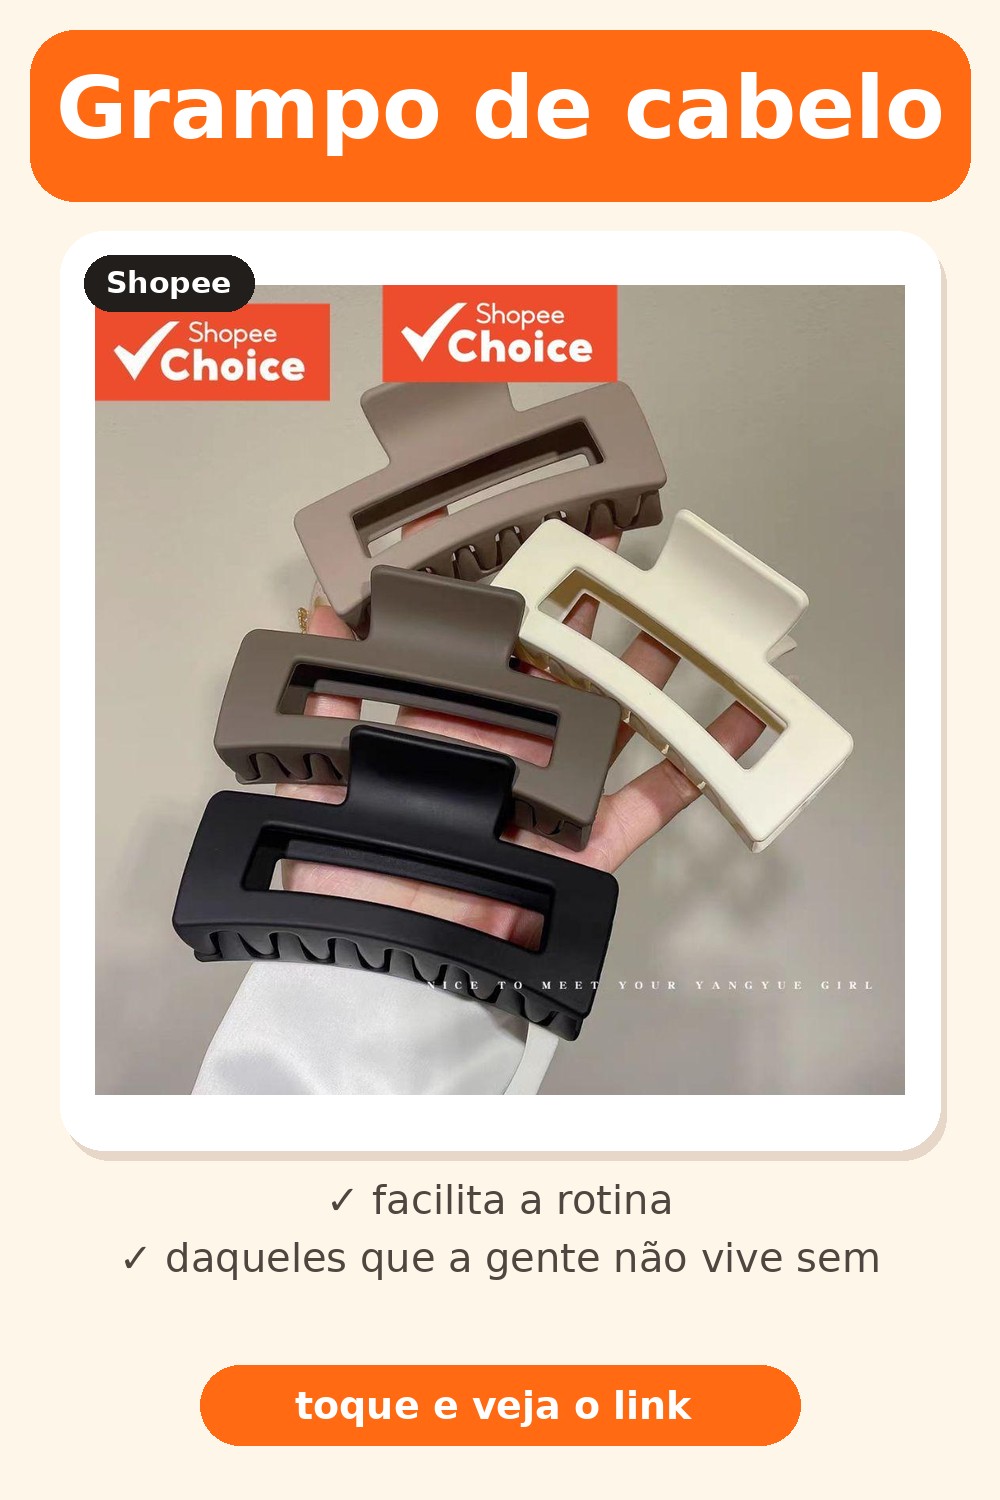 Grampo de cabelo
Shopee
Shopee
Choice
Shopee
Choice
NICE TO MEET YOUR YANGYUE GIRL
✓ facilita a rotina
✓ daqueles que a gente não vive sem
toque e veja o link